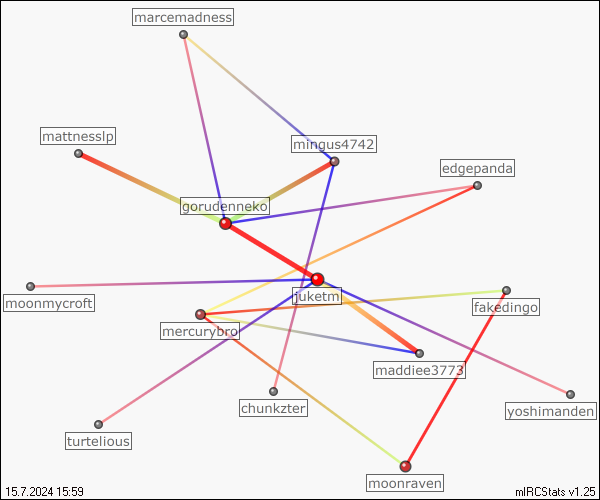 marcemadness
mattnesslp
mingus4742
edgepanda
gorudenneko
moonmycroft
juketm
fakedingo
mercurybro
maddiee3773
chunkzter
yoshimanden
turtelious
moonraven
15.7.2024 15:59
mIRCStats v1.25